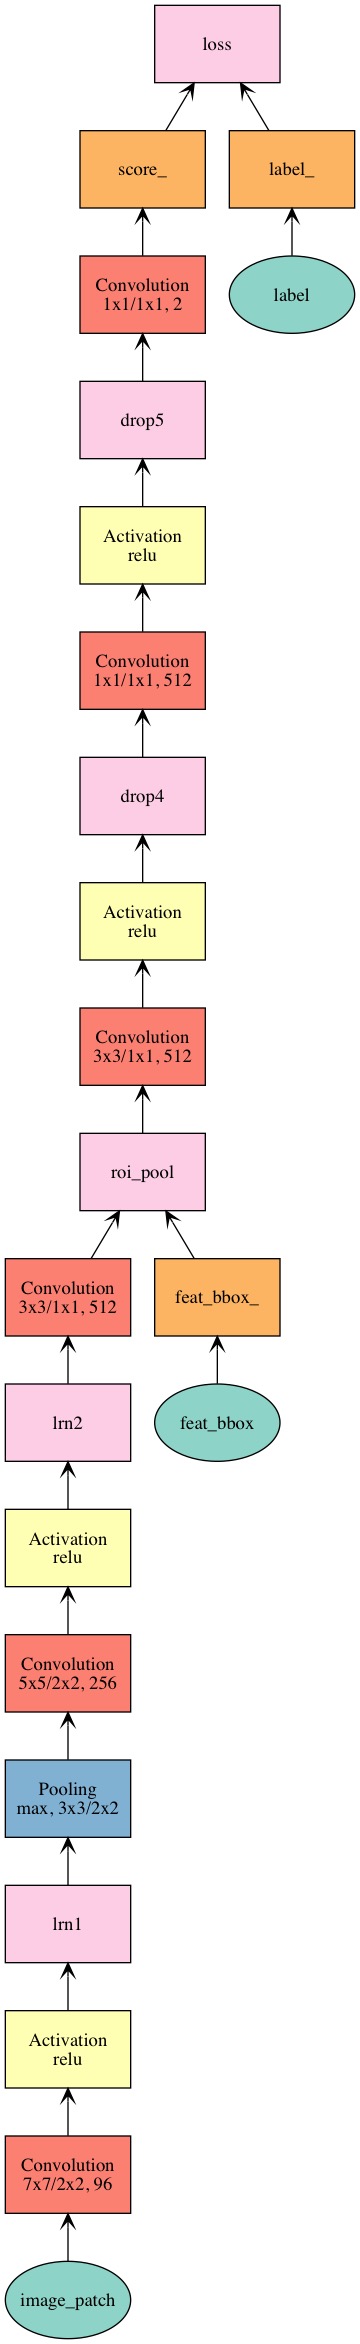 loss
score_
label_
Convolution
1x1/1x1, 2
label
drop5
Activation
relu
Convolution
1x1/1x1, 512
drop4
Activation
relu
Convolution
3x3/1x1, 512
roi_pool
Convolution
3x3/1x1, 512
feat_bbox_
lrn2
feat_bbox
Activation
relu
Convolution
5x5/2x2, 256
Pooling
max, 3x3/2x2
lrn1
Activation
relu
Convolution
7x7/2x2, 96
image_patch